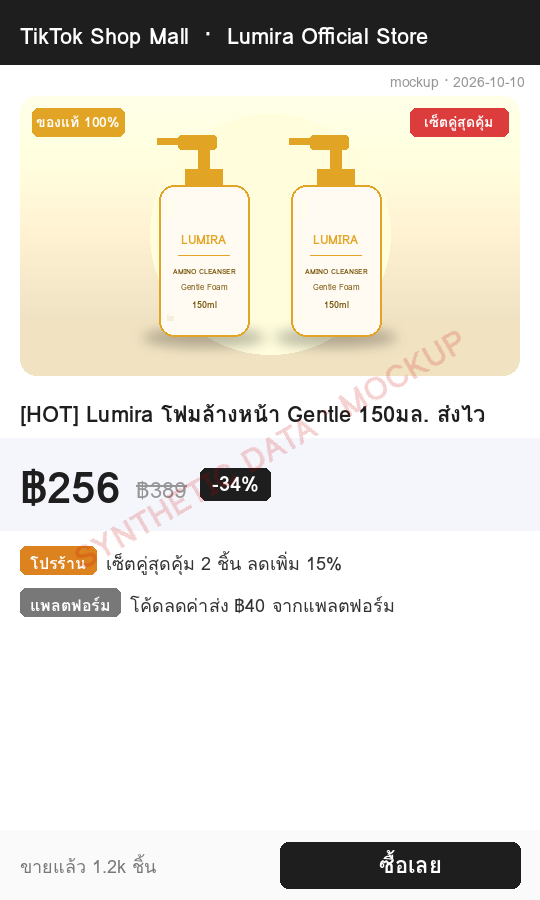 TikTok Shop Mall · Lumira Official Store
mockup · 2026-10-10
ของแท้ 100%
เซ็ตคู่สุดคุ้ม
LUMIRA
AMINO CLEANSER
Gentle Foam
150ml
LUMIRA
AMINO CLEANSER
Gentle Foam
150ml
[HOT] Lumira โฟมล้างหน้า Gentle 150มล. ส่งไว
฿256 ฿389 -34%
SYNTHETIC DATA · MOCKUP
โปรร้าน เซ็ตคู่สุดคุ้ม 2 ชิ้น ลดเพิ่ม 15%
แพลตฟอร์ม โค้ดลดค่าส่ง ฿40 จากแพลตฟอร์ม
ขายแล้ว 1.2k ชิ้น
ซื้อเลย